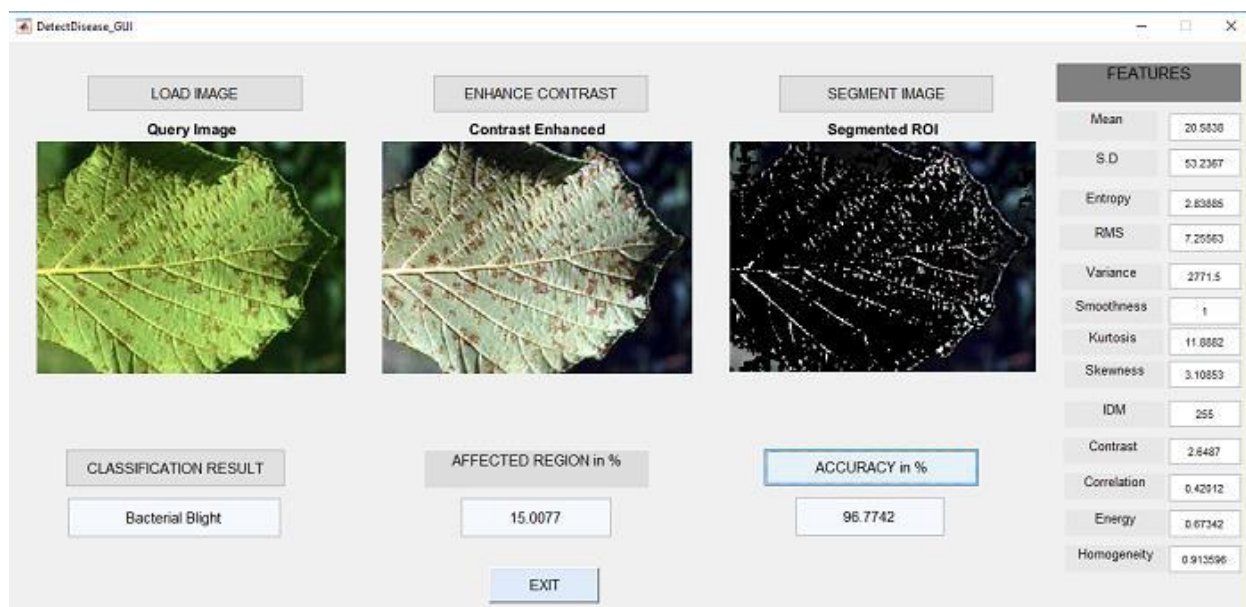 DetectDisease_GUI
LOAD IMAGE
ENHANCE CONTRAST
SEGMENT IMAGE
Query Image
Contrast Enhanced
Segmented ROI
CLASSIFICATION RESULT
AFFECTED REGION in %
ACCURACY in %
Bacterial Blight
15.0077
96.7742
EXIT
FEATURES
Mean 20.5838
S.D 53.2367
Entropy 2.83885
RMS 7.25563
Variance 2771.5
Smoothness 1
Kurtosis 11.8882
Skewness 3.10853
IDM 255
Contrast 2.6487
Correlation 0.42012
Energy 0.67342
Homogeneity 0.913596